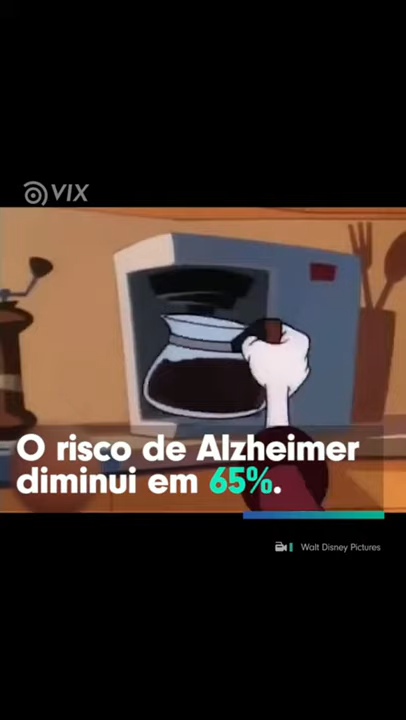 VIX
O risco de Alzheimer
diminui em 65%.
Walt Disney Pictures